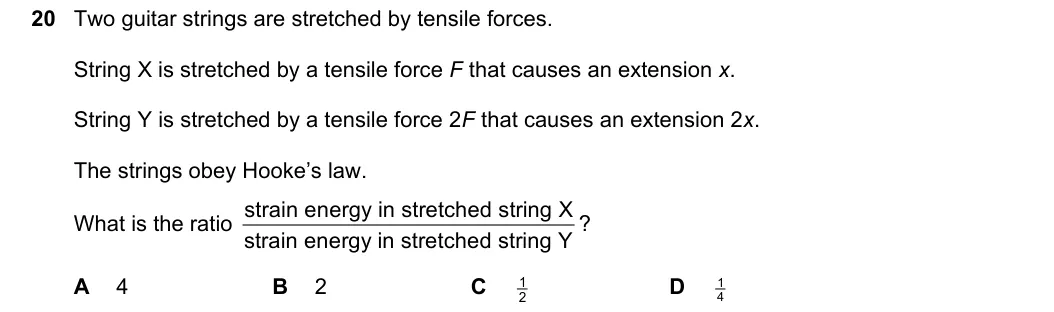 20 Two guitar strings are stretched by tensile forces.
String X is stretched by a tensile force F that causes an extension x.
String Y is stretched by a tensile force 2F that causes an extension 2x.
The strings obey Hooke’s law.
What is the ratio strain energy in stretched string X / strain energy in stretched string Y ?
A 4 B 2 C 1/2 D 1/4